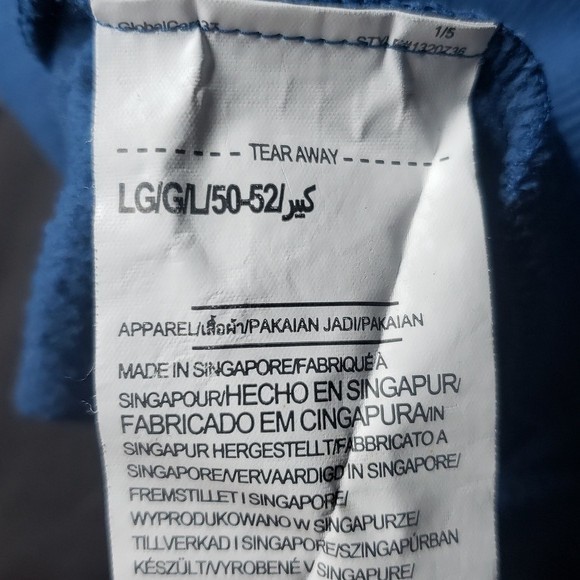 1/5
TEAR AWAY
LG/G/L/50-52/كبير
APPAREL/เสื้อผ้า/PAKAIAN JADI/PAKAIAN
MADE IN SINGAPORE/FABRIQUÉ À
SINGAPOUR/HECHO EN SINGAPUR/
FABRICADO EM CINGAPURA/IN
SINGAPUR HERGESTELLT/FABBRICATO A
SINGAPORE/VERVAARDIGD IN SINGAPORE/
FREMSTILLET I SINGAPORE/
WYPRODUKOWANO W SINGAPURZE/
TILLVERKAD I SINGAPORE/SZINGAPÚRBAN
KÉSZÜLT/VYROBENÉ V SINGAPURE/